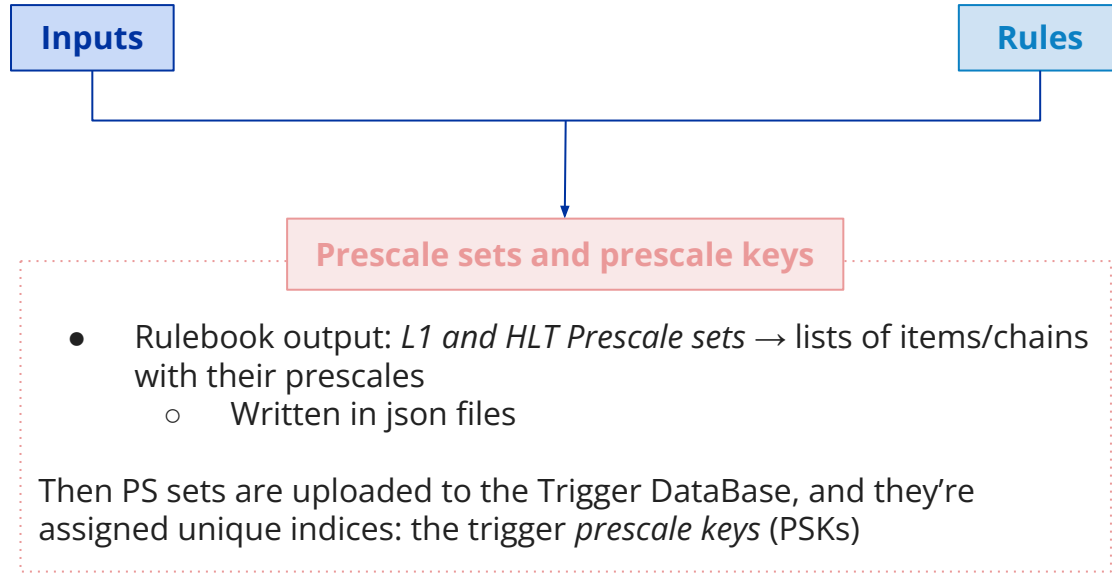 Inputs
Rules
Prescale sets and prescale keys
● Rulebook output: L1 and HLT Prescale sets → lists of items/chains
with their prescales
○ Written in json files
Then PS sets are uploaded to the Trigger DataBase, and they’re
assigned unique indices: the trigger prescale keys (PSKs)